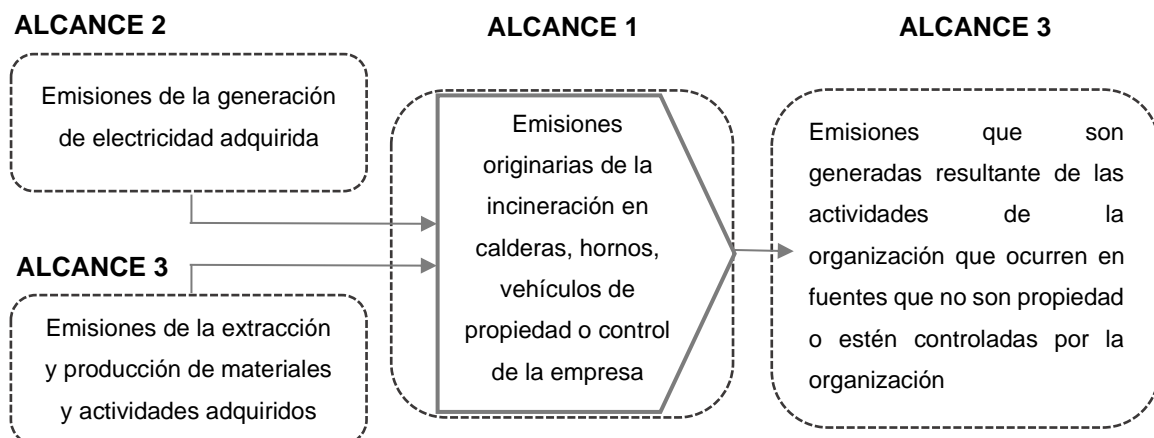 ALCANCE 2
Emisiones de la generación
de electricidad adquirida
ALCANCE 3
Emisiones de la extracción
y producción de materiales
y actividades adquiridos
ALCANCE 1
Emisiones
originarias de la
incineración en
calderas, hornos,
vehículos de
propiedad o control
de la empresa
ALCANCE 3
Emisiones que son
generadas resultante de las
actividades de la
organización que ocurren en
fuentes que no son propiedad
o estén controladas por la
organización